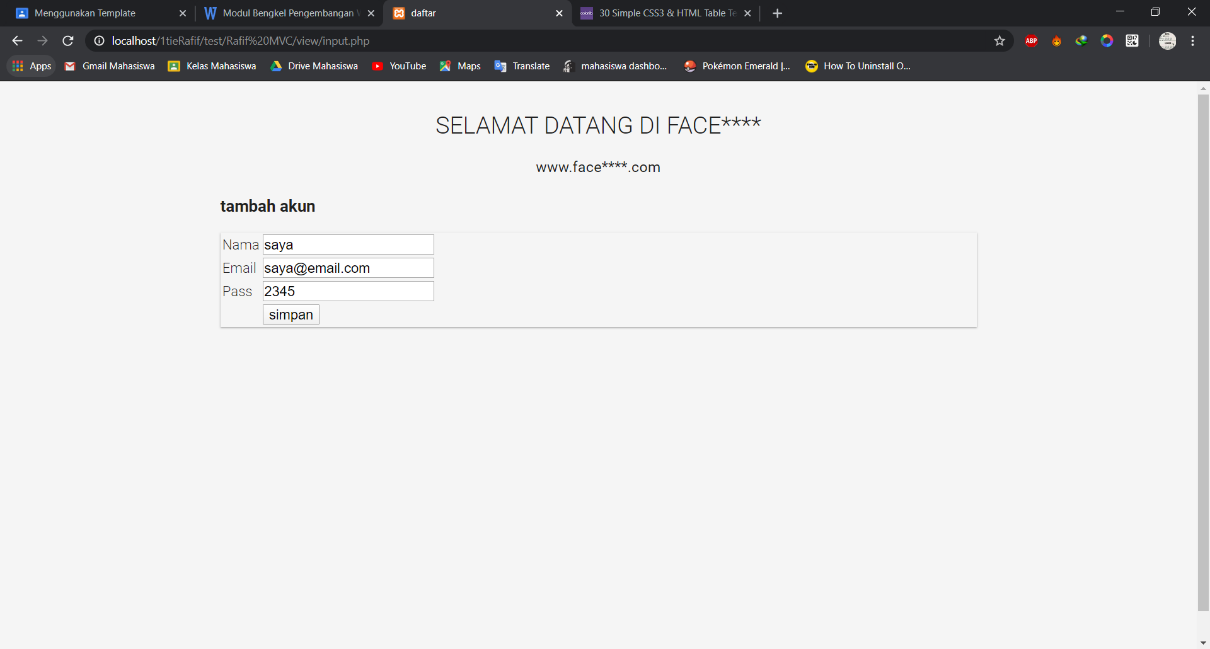 Menggunakan Template
Modul Bengkel Pengembangan
daftar
30 Simple CSS3 & HTML Table Te
localhost/1tieRafif/test/Rafif%20MVC/view/input.php
ABP
Apps
Gmail Mahasiswa
Kelas Mahasiswa
Drive Mahasiswa
YouTube
Maps
Translate
mahasiswa dashbo...
Pokémon Emerald |...
How To Uninstall O...
SELAMAT DATANG DI FACE****
www.face****.com
tambah akun
Nama saya
Email saya@email.com
Pass 2345
simpan